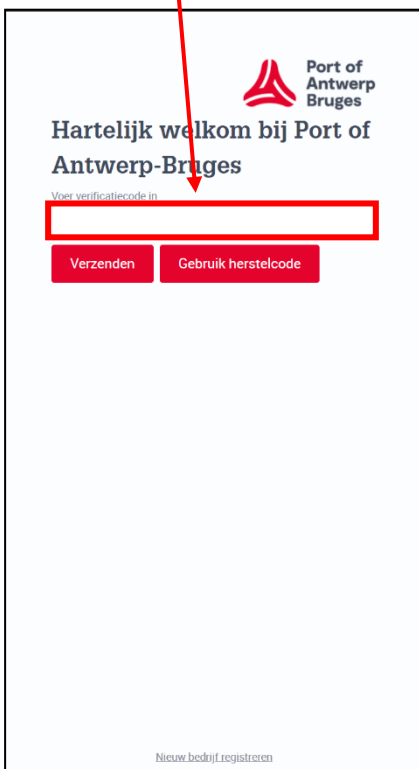 Port of
Antwerp
Bruges
Hartelijk welkom bij Port of
Antwerp-Bruges
Voer verificatiecode in
Verzenden
Gebruik herstelcode
Nieuw bedrijf registreren